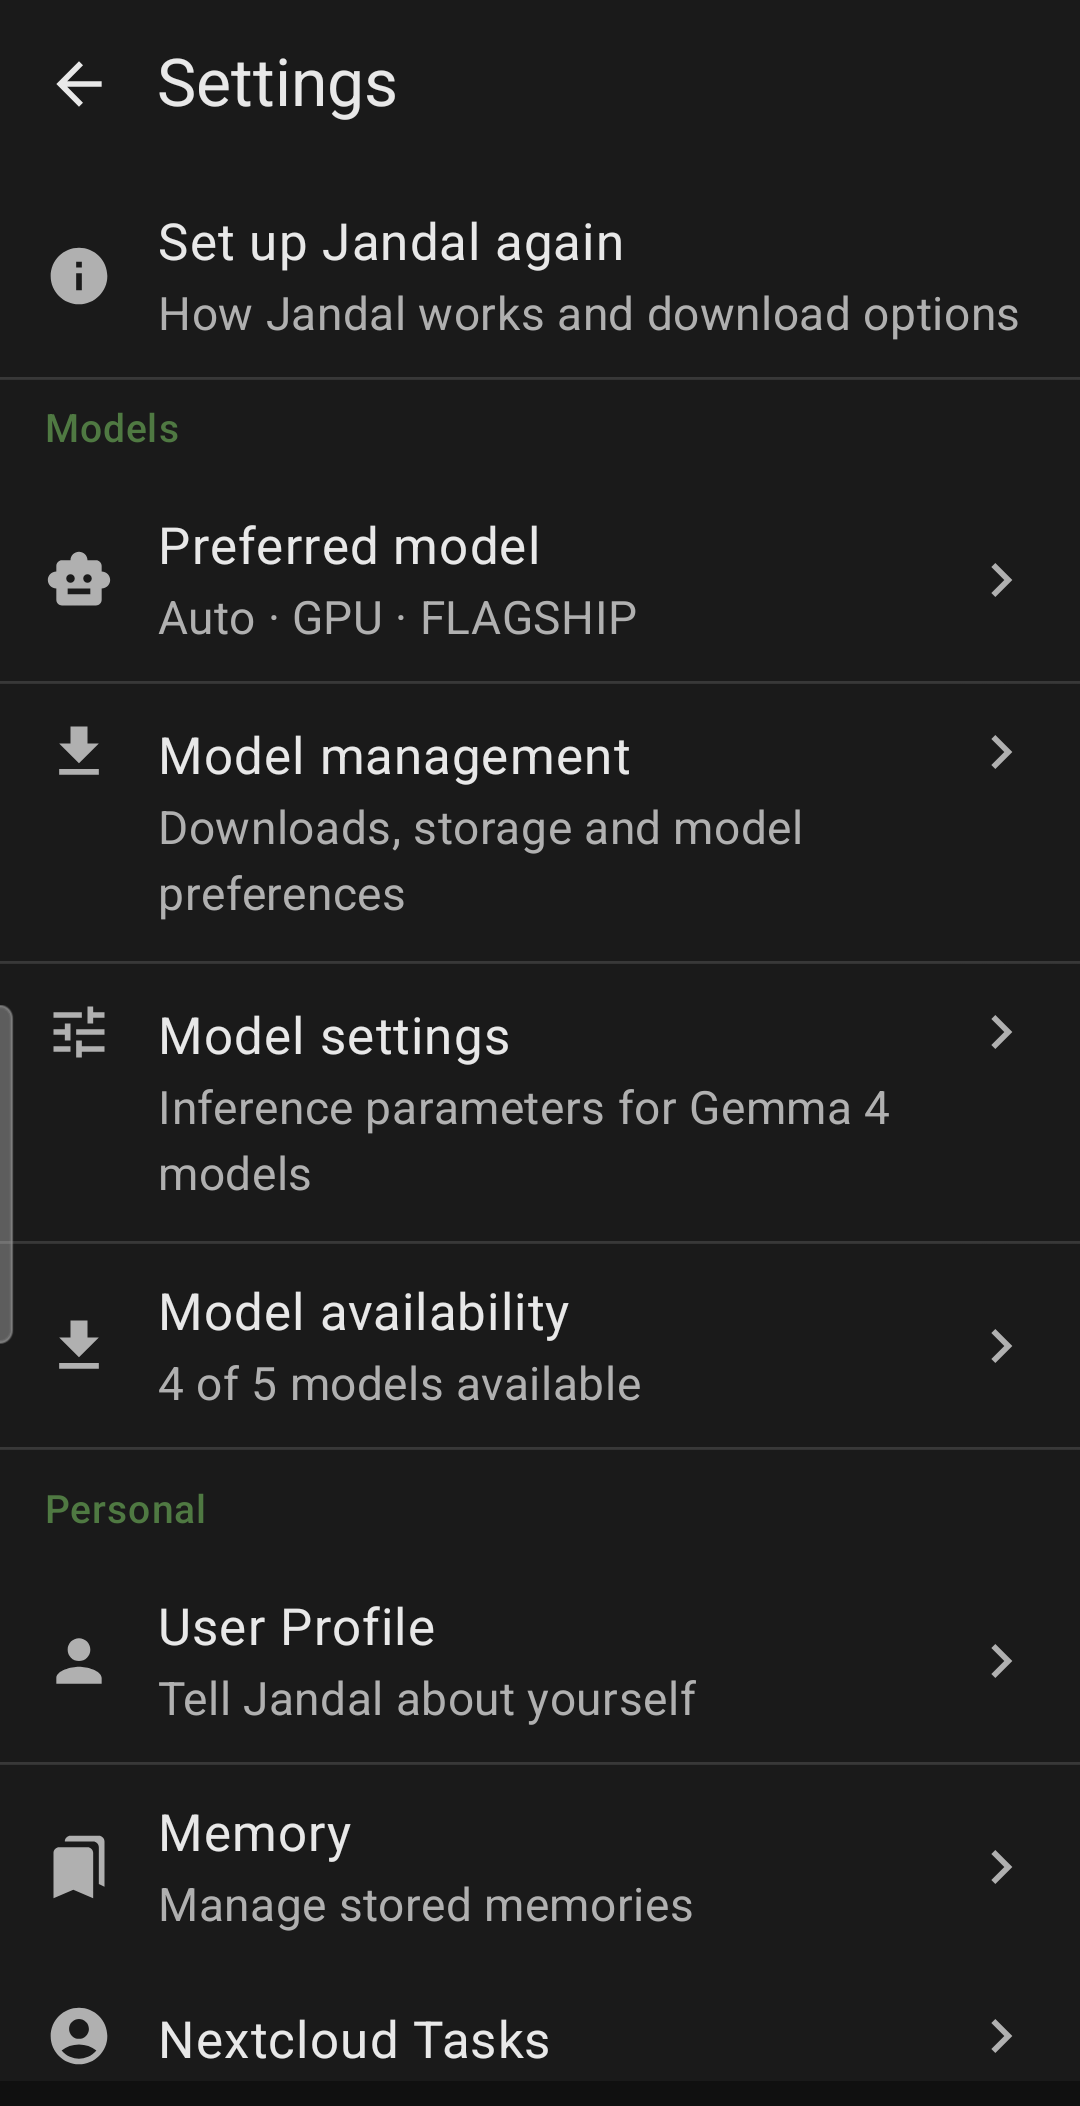 Settings
Set up Jandal again
How Jandal works and download options
Models
Preferred model
Auto · GPU · FLAGSHIP
Model management
Downloads, storage and model
preferences
Model settings
Inference parameters for Gemma 4
models
Model availability
4 of 5 models available
Personal
User Profile
Tell Jandal about yourself
Memory
Manage stored memories
Nextcloud Tasks